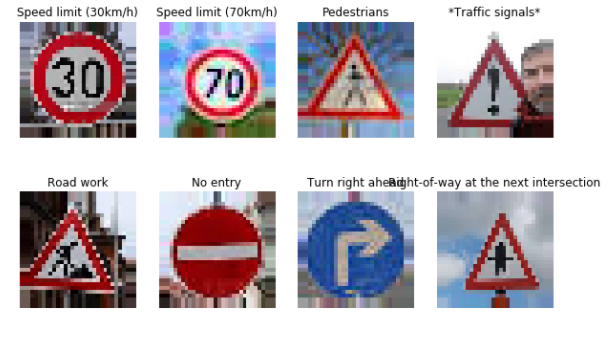 Speed limit (30km/h)
Speed limit (70km/h)
Pedestrians
*Traffic signals*
30
70
!
Road work
No entry
Turn right ahead
Right-of-way at the next intersection